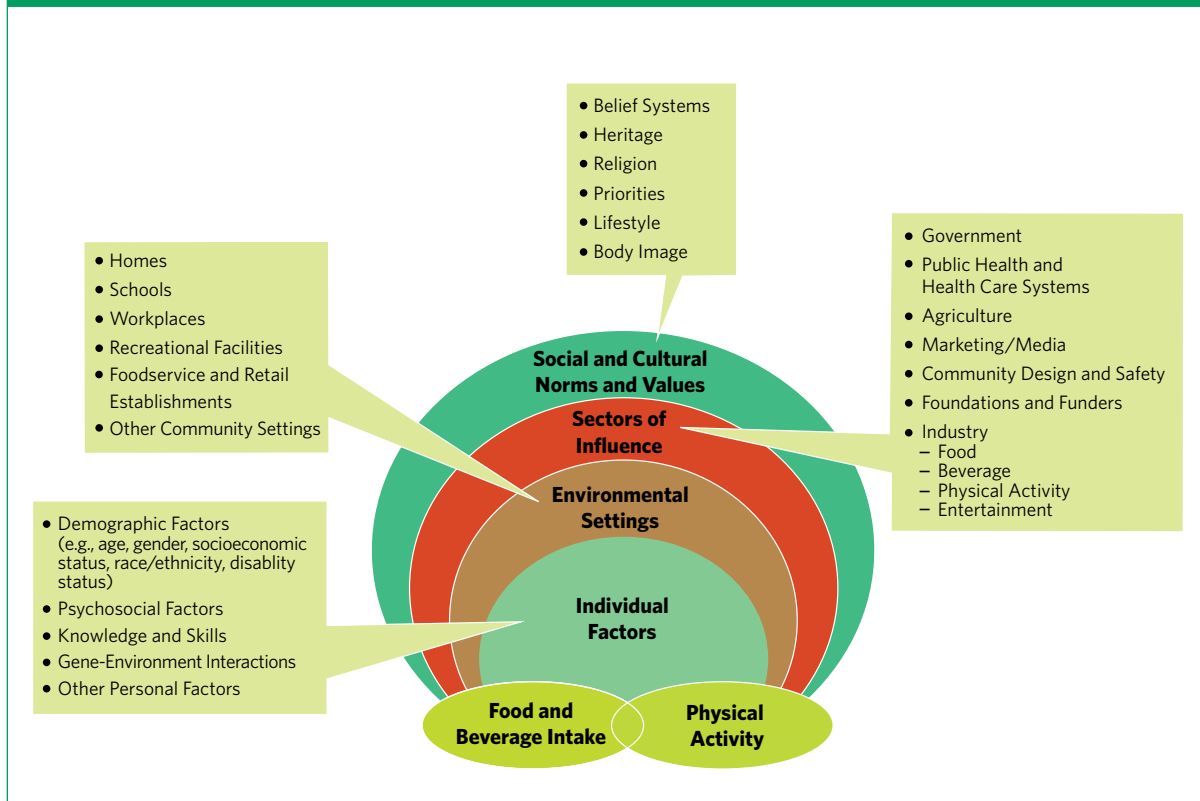 • Belief Systems
• Heritage
• Religion
• Priorities
• Lifestyle
• Body Image
• Homes
• Schools
• Workplaces
• Recreational Facilities
• Foodservice and Retail
Establishments
• Other Community Settings
• Government
• Public Health and
Health Care Systems
• Agriculture
• Marketing/Media
• Community Design and Safety
• Foundations and Funders
• Industry
– Food
– Beverage
– Physical Activity
– Entertainment
• Demographic Factors
(e.g., age, gender, socioeconomic
status, race/ethnicity, disablity
status)
• Psychosocial Factors
• Knowledge and Skills
• Gene-Environment Interactions
• Other Personal Factors
Social and Cultural
Norms and Values
Sectors of
Influence
Environmental
Settings
Individual
Factors
Food and
Beverage Intake
Physical
Activity